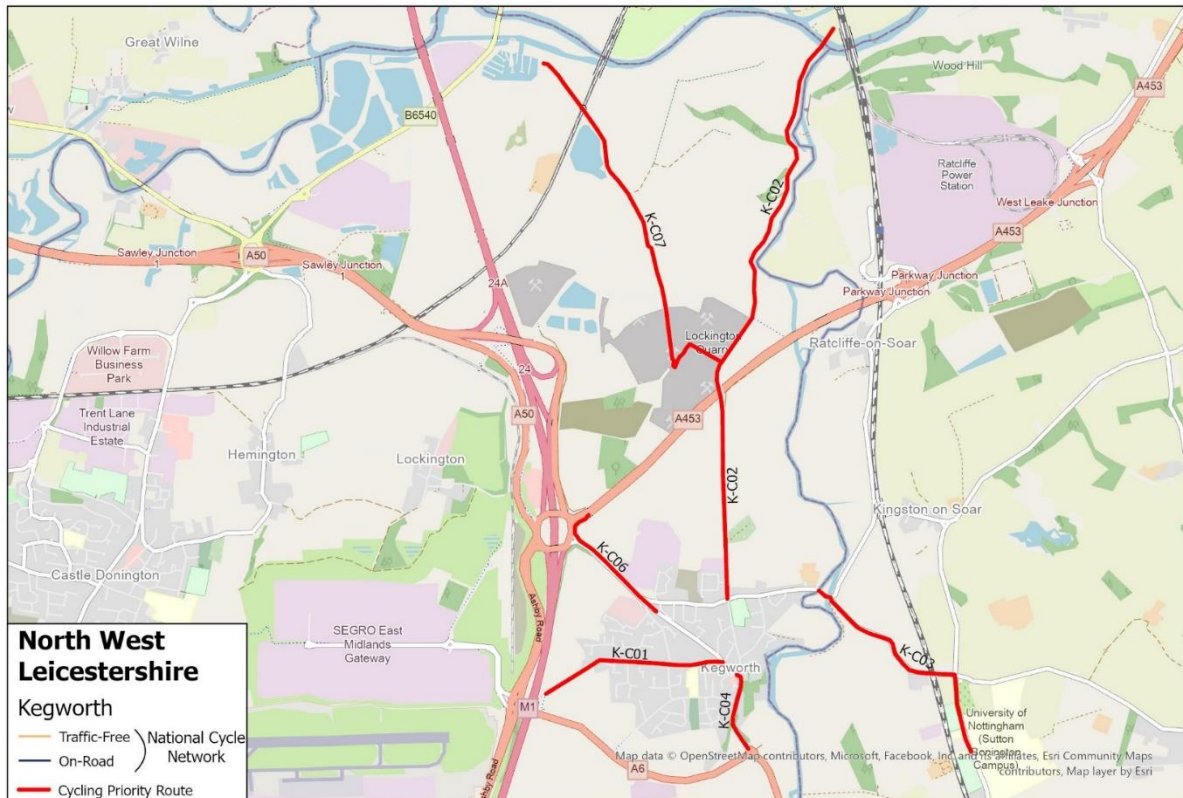 Great Wilne
Wood Hill
A453
B6540
Ratcliffe
Power
Station
West Leake Junction
K-C02
K-C07
A453
Sawley Junction
1
A50
Sawley Junction
1
24A
Parkway Junction
Parkway Junction
Lockington
Quarry
Ratcliffe-on-Soar
Willow Farm
Business
Park
24
Trent Lane
Industrial
Estate
A50
A453
Hemington
Lockington
K-C02
Kingston on Soar
Castle Donington
K-C06
Ashby Road
SEGRO East
Midlands
Gateway
K-C01
Kegworth
K-C03
K-C04
M1
University of
Nottingham
(Sutton
Bonington
Campus)
A6
Ashby Road
North West
Leicestershire
Kegworth
Traffic-Free
On-Road
National Cycle
Network
Cycling Priority Route
Map data © OpenStreetMap contributors, Microsoft, Facebook, Inc. and its affiliates, Esri Community Maps
contributors, Map layer by Esri